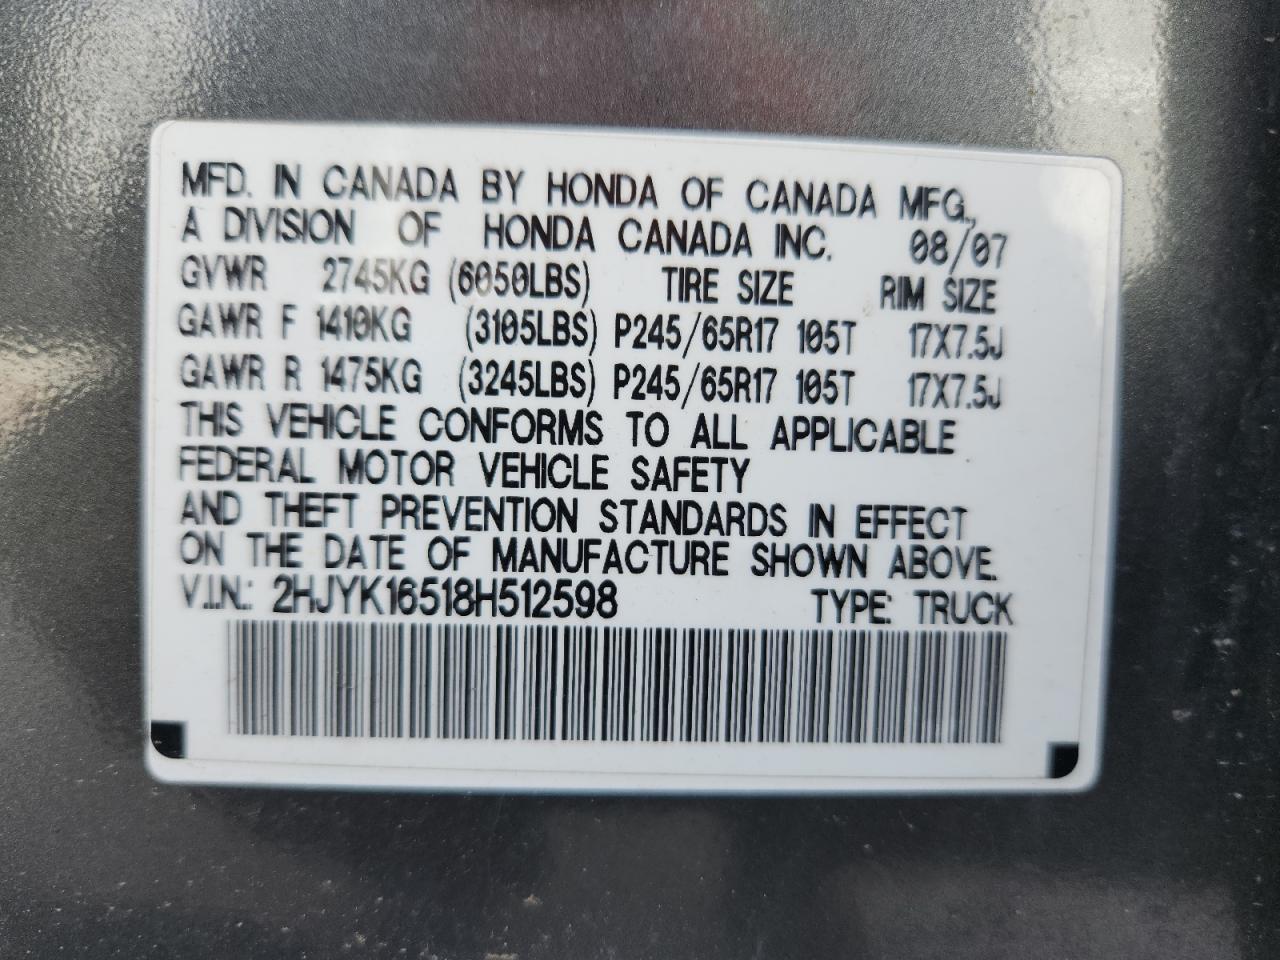 MFD. IN CANADA BY HONDA OF CANADA MFG.,
A DIVISION OF HONDA CANADA INC. 08/07
GVWR 2745KG (6050LBS) TIRE SIZE RIM SIZE
GAWR F 1410KG (3105LBS) P245/65R17 105T 17X7.5J
GAWR R 1475KG (3245LBS) P245/65R17 105T 17X7.5J
THIS VEHICLE CONFORMS TO ALL APPLICABLE
FEDERAL MOTOR VEHICLE SAFETY
AND THEFT PREVENTION STANDARDS IN EFFECT
ON THE DATE OF MANUFACTURE SHOWN ABOVE.
V.I.N.: 2HJYK16518H512598 TYPE: TRUCK